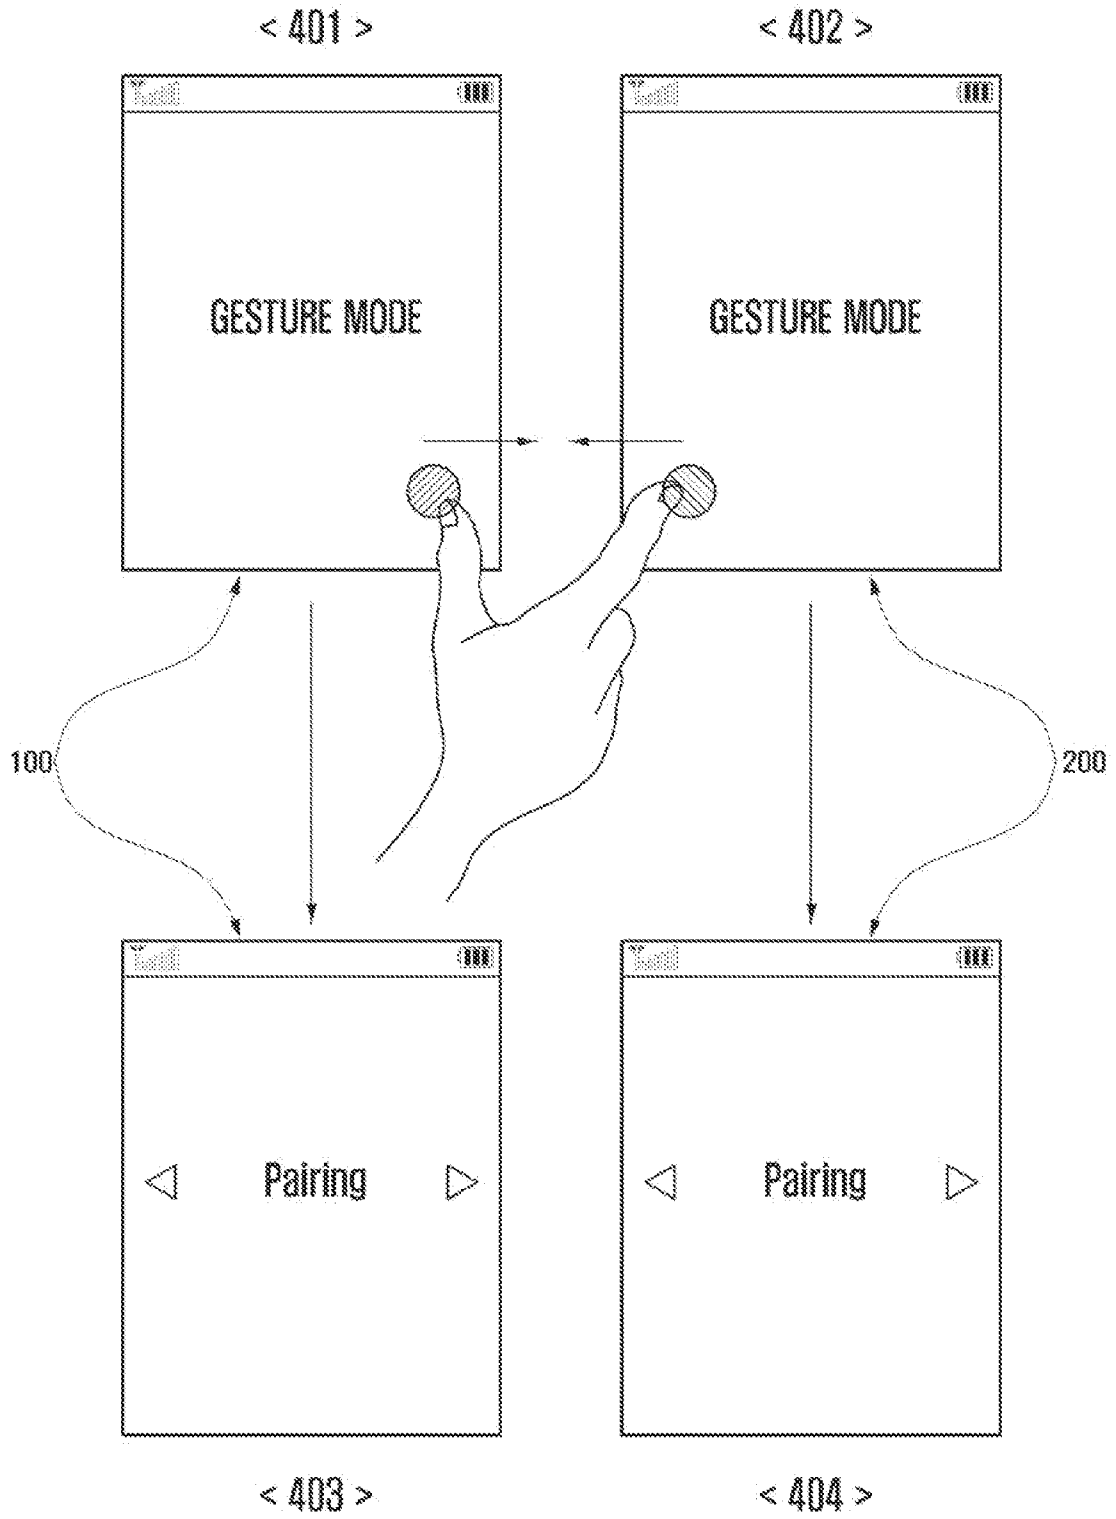 < 401 >
< 402 >
GESTURE MODE
GESTURE MODE
100
200
Pairing
Pairing
< 403 >
< 404 >